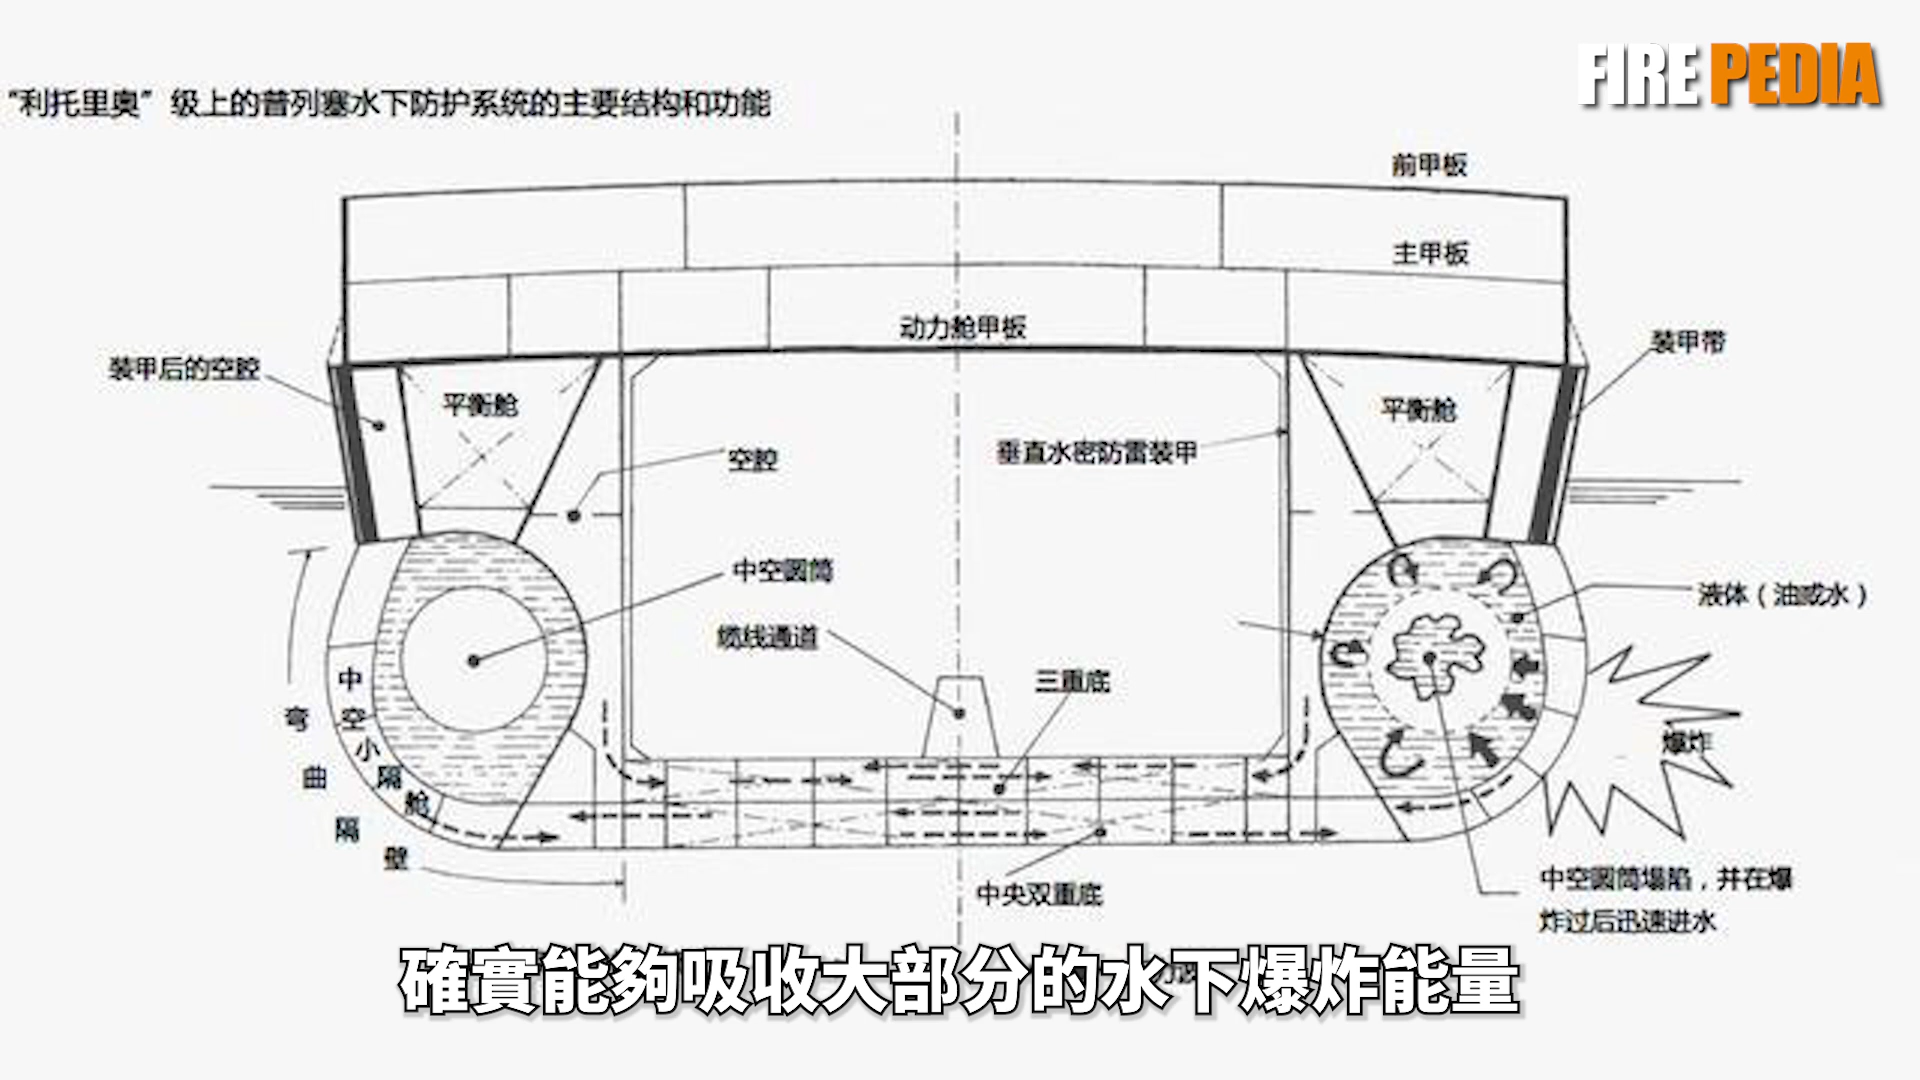 FIRE PEDIA
“利托里奥”级上的普列塞水下防护系统的主要结构和功能
前甲板
主甲板
动力舱甲板
装甲带
装甲后的空腔
平衡舱
平衡舱
垂直水密防雷装甲
空腔
中空圆筒
液体（油或水）
缆线通道
三重底
中空小隔舱
弯曲隔壁
爆炸
中央双重底
中空圆筒塌陷，并在爆
炸过后迅速进水
確實能夠吸收大部分的水下爆炸能量